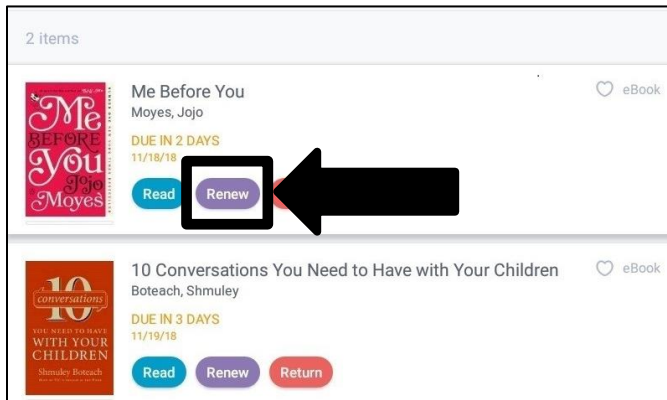 2 items
Me Before You
Moyes, Jojo
DUE IN 2 DAYS
11/18/18
Read Renew
eBook
Me
BEFORE
You
Jojo
Moyes
10 Conversations You Need to Have with Your Children
Boteach, Shmuley
DUE IN 3 DAYS
11/19/18
Read Renew Return
eBook
10
conversations
YOU NEED TO HAVE
WITH YOUR
CHILDREN
Shmuley Boteach